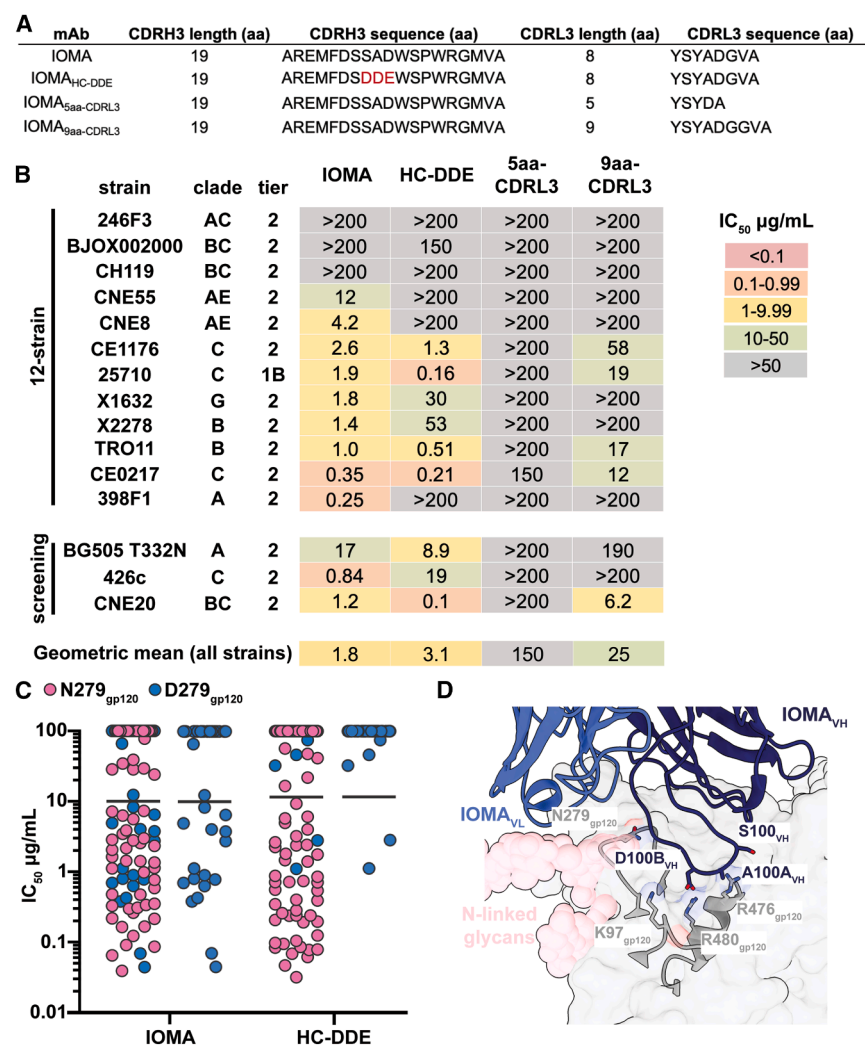 A
mAb CDRH3 length (aa) CDRH3 sequence (aa) CDRL3 length (aa) CDRL3 sequence (aa)
IOMA 19 AREMFDSSADWSPWRGMVA 8 YSYADGVA
IOMAHC-DDE 19 AREMFDSDDEWSPWRGMVA 8 YSYADGVA
IOMA5aa-CDRL3 19 AREMFDSSADWSPWRGMVA 5 YSYDA
IOMA9aa-CDRL3 19 AREMFDSSADWSPWRGMVA 9 YSYADGGVA
B
strain clade tier IOMA HC-DDE 5aa-CDRL3 9aa-CDRL3
12-strain
246F3 AC 2 >200 >200 >200 >200
BJOX002000 BC 2 >200 150 >200 >200
CH119 BC 2 >200 >200 >200 >200
CNE55 AE 2 12 >200 >200 >200
CNE8 AE 2 4.2 >200 >200 >200
CE1176 C 2 2.6 1.3 >200 58
25710 C 1B 1.9 0.16 >200 19
X1632 G 2 1.8 30 >200 >200
X2278 B 2 1.4 53 >200 >200
TRO11 B 2 1.0 0.51 >200 17
CE0217 C 2 0.35 0.21 150 12
398F1 A 2 0.25 >200 >200 >200
screening
BG505 T332N A 2 17 8.9 >200 190
426c C 2 0.84 19 >200 >200
CNE20 BC 2 1.2 0.1 >200 6.2
Geometric mean (all strains) 1.8 3.1 150 25
IC50 µg/mL
<0.1
0.1-0.99
1-9.99
10-50
>50
C
N279gp120 D279gp120
IC50 µg/mL
100
10
1
0.1
0.01
IOMA HC-DDE
D
IOMAVH
IOMAVL
N279gp120
S100VH
D100BVH
A100AVH
N-linked
glycans
R476gp120
K97gp120
R480gp120